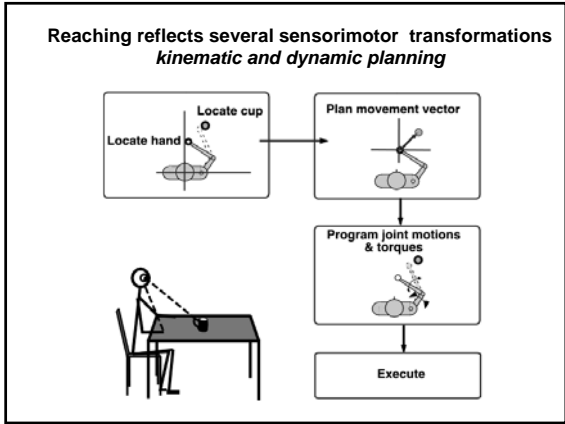 Reaching reflects several sensorimotor transformations
kinematic and dynamic planning
Locate cup
Locate hand
Plan movement vector
Program joint motions
& torques
Execute